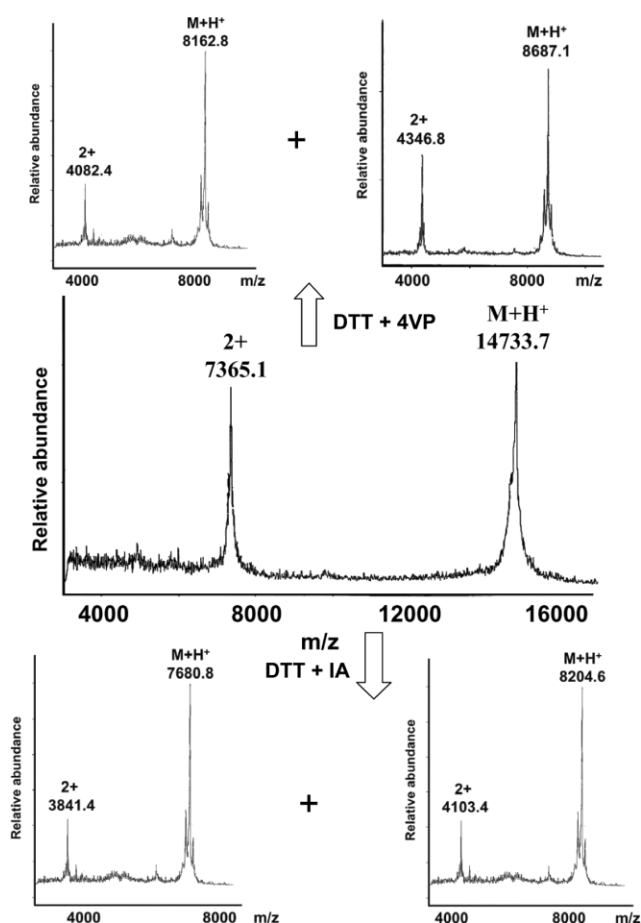 M+H⁺
8162.8
2+
4082.4
Relative abundance
4000
8000
m/z
+
M+H⁺
8687.1
2+
4346.8
Relative abundance
4000
8000
m/z
DTT + 4VP
M+H⁺
14733.7
2+
7365.1
Relative abundance
4000
8000
12000
16000
m/z
DTT + IA
M+H⁺
7680.8
2+
3841.4
Relative abundance
4000
8000
m/z
+
M+H⁺
8204.6
2+
4103.4
Relative abundance
4000
8000
m/z